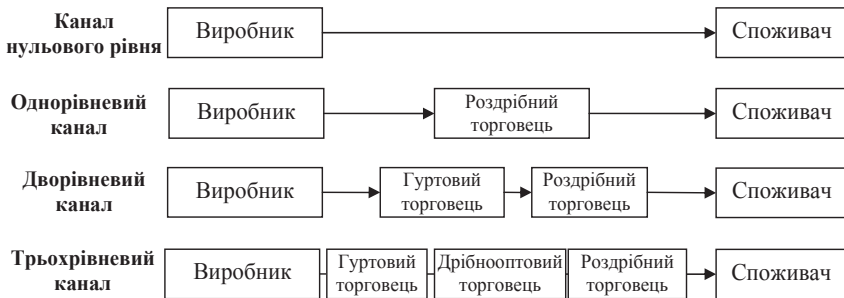 Канал
нульового рівня
Виробник
Споживач
Однорівневий
канал
Виробник
Роздрібний
торговець
Споживач
Дворівневий
канал
Виробник
Гуртовий
торговець
Роздрібний
торговець
Споживач
Трьохрівневий
канал
Виробник
Гуртовий
торговець
Дрібнооптовий
торговець
Роздрібний
торговець
Споживач